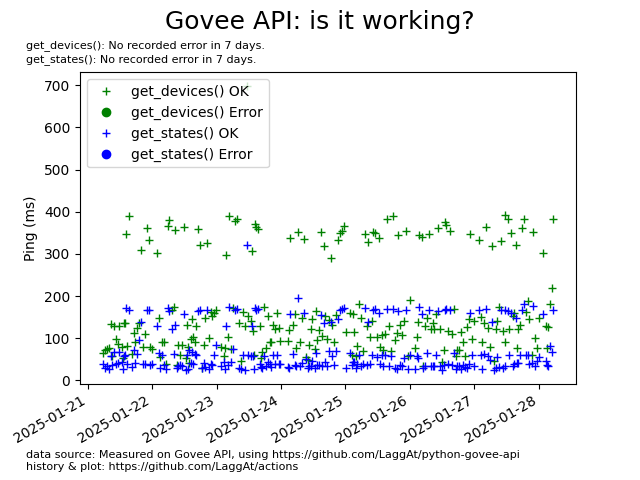 Govee API: is it working?
get_devices(): No recorded error in 7 days.
get_states(): No recorded error in 7 days.
700
600
500
400
300
200
100
0
Ping (ms)
get_devices() OK
get_devices() Error
get_states() OK
get_states() Error
2025-01-21
2025-01-22
2025-01-23
2025-01-24
2025-01-25
2025-01-26
2025-01-27
2025-01-28
data source: Measured on Govee API, using https://github.com/LaggAt/python-govee-api
history & plot: https://github.com/LaggAt/actions